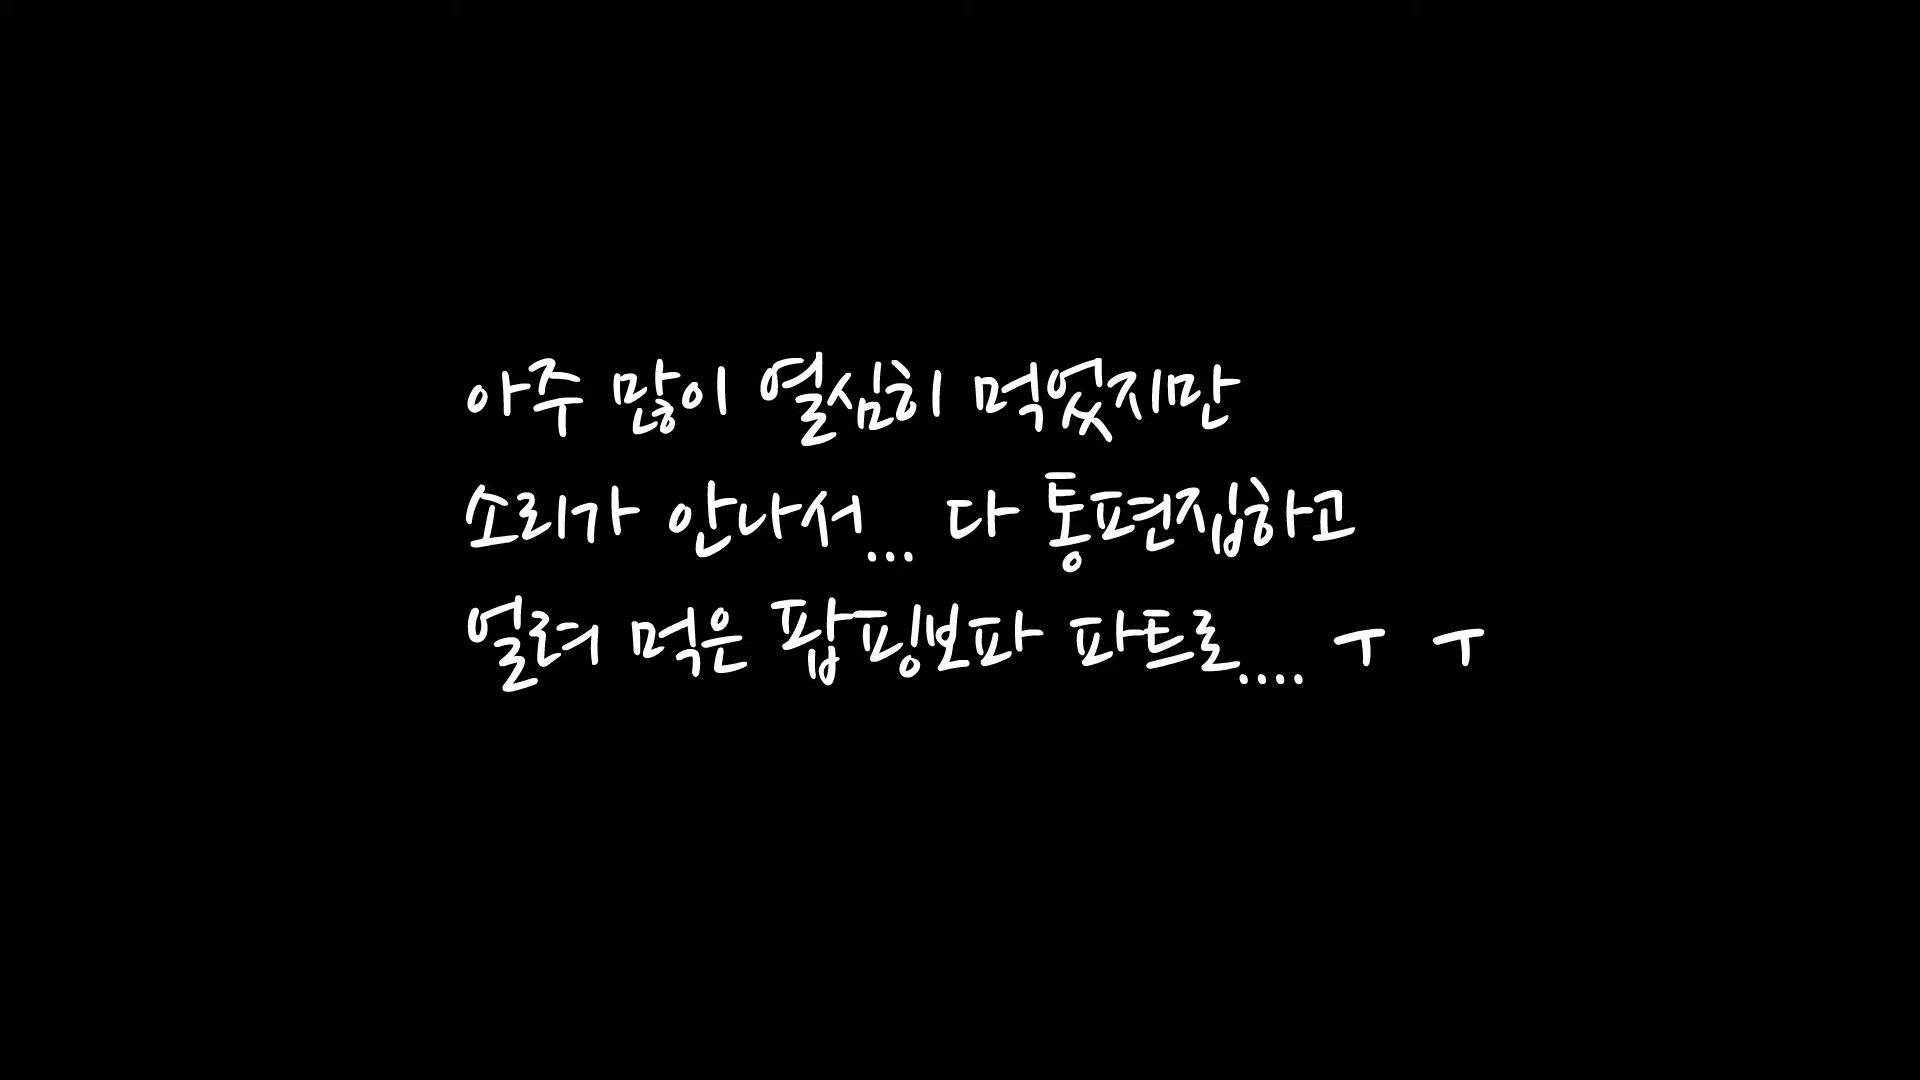 아주 많이 열심히 먹었지만
소리가 안나서... 다 통편집하고
얼려 먹은 팝핑보파 파트로.... ㅜ ㅜ